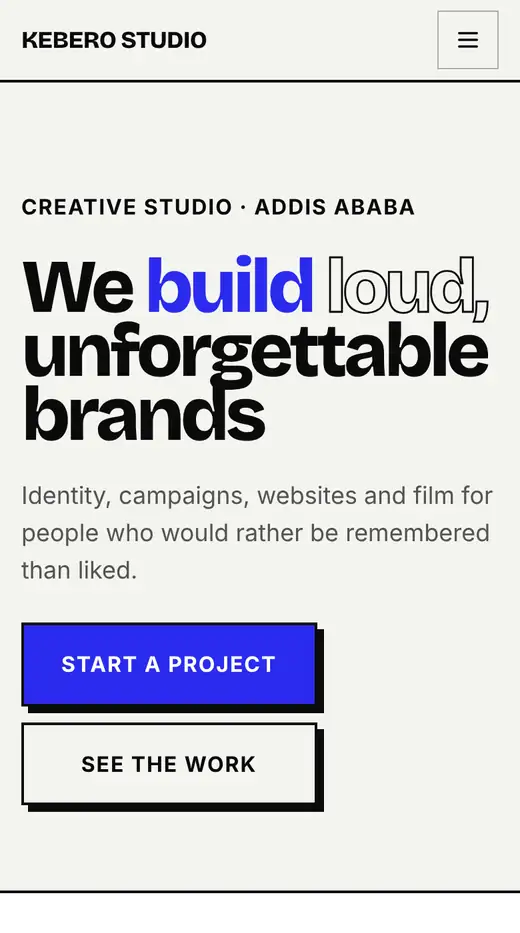 KEBERO STUDIO
CREATIVE STUDIO · ADDIS ABABA
We build loud,
unforgettable
brands
Identity, campaigns, websites and film for
people who would rather be remembered
than liked.
START A PROJECT
SEE THE WORK